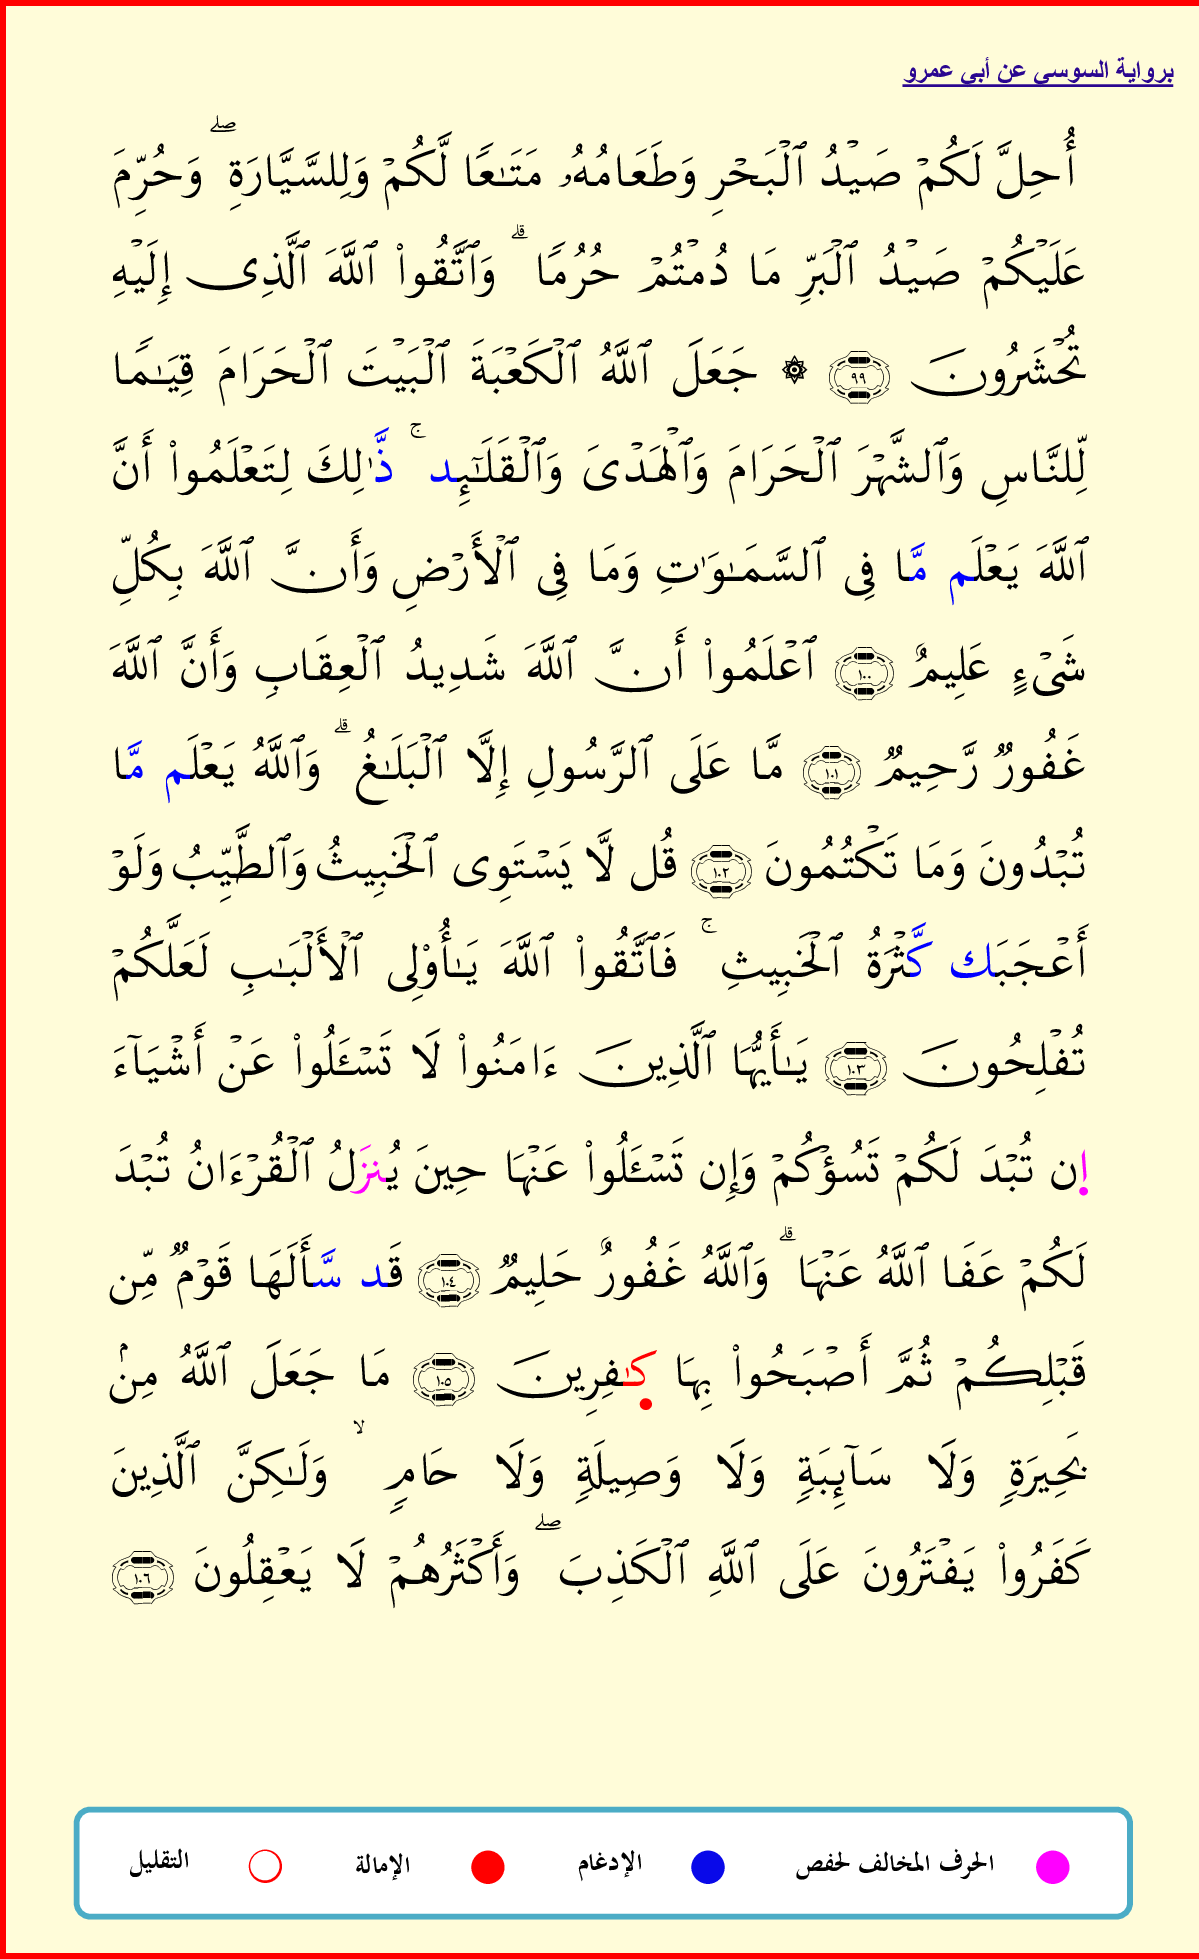 برواية السوسي عن أبي عمرو
أُحِلَّ لَكُمۡ صَيۡدُ ٱلۡبَحۡرِ وَطَعَامُهُۥ مَتَٰعٗا لَّكُمۡ وَلِلسَّيَّارَةِۖ وَحُرِّمَ
عَلَيۡكُمۡ صَيۡدُ ٱلۡبَرِّ مَا دُمۡتُمۡ حُرُمٗاۗ وَٱتَّقُواْ ٱللَّهَ ٱلَّذِي إِلَيۡهِ
تُحۡشَرُونَ ٩٩ ۞ جَعَلَ ٱللَّهُ ٱلۡكَعۡبَةَ ٱلۡبَيۡتَ ٱلۡحَرَامَ قِيَٰمٗا
لِّلنَّاسِ وَٱلشَّهۡرَ ٱلۡحَرَامَ وَٱلۡهَدۡيَ وَٱلۡقَلَٰٓئِدۚ ذَّٰلِكَ لِتَعۡلَمُواْ أَنَّ
ٱللَّهَ يَعۡلَم مَّا فِي ٱلسَّمَٰوَٰتِ وَمَا فِي ٱلۡأَرۡضِ وَأَنَّ ٱللَّهَ بِكُلِّ
شَيۡءٍ عَلِيمٌ ١٠٠ ٱعۡلَمُواْ أَنَّ ٱللَّهَ شَدِيدُ ٱلۡعِقَابِ وَأَنَّ ٱللَّهَ
غَفُورٞ رَّحِيمٞ ١٠١ مَّا عَلَى ٱلرَّسُولِ إِلَّا ٱلۡبَلَٰغُۗ وَٱللَّهُ يَعۡلَم مَّا
تُبۡدُونَ وَمَا تَكۡتُمُونَ ١٠٢ قُل لَّا يَسۡتَوِي ٱلۡخَبِيثُ وَٱلطَّيِّبُ وَلَوۡ
أَعۡجَبَك كَّثۡرَةُ ٱلۡخَبِيثِۚ فَٱتَّقُواْ ٱللَّهَ يَٰٓأُوْلِي ٱلۡأَلۡبَٰبِ لَعَلَّكُمۡ
تُفۡلِحُونَ ١٠٣ يَٰٓأَيُّهَا ٱلَّذِينَ ءَامَنُواْ لَا تَسۡـَٔلُواْ عَنۡ أَشۡيَآءَ
اِن تُبۡدَ لَكُمۡ تَسُؤۡكُمۡ وَإِن تَسۡـَٔلُواْ عَنۡهَا حِينَ يُنزَلُ ٱلۡقُرۡءَانُ تُبۡدَ
لَكُمۡ عَفَا ٱللَّهُ عَنۡهَاۗ وَٱللَّهُ غَفُورٌ حَلِيمٞ ١٠٤ قَد سَّأَلَهَا قَوۡمٞ مِّن
قَبۡلِكُمۡ ثُمَّ أَصۡبَحُواْ بِهَا كَٰفِرِينَ ١٠٥ مَا جَعَلَ ٱللَّهُ مِنۢ
بَحِيرَةٖ وَلَا سَآئِبَةٖ وَلَا وَصِيلَةٖ وَلَا حَامٖۙ وَلَٰكِنَّ ٱلَّذِينَ
كَفَرُواْ يَفۡتَرُونَ عَلَى ٱللَّهِ ٱلۡكَذِبَۖ وَأَكۡثَرُهُمۡ لَا يَعۡقِلُونَ ١٠٦
الحرف المخالف لحفص الإدغام الإمالة التقليل